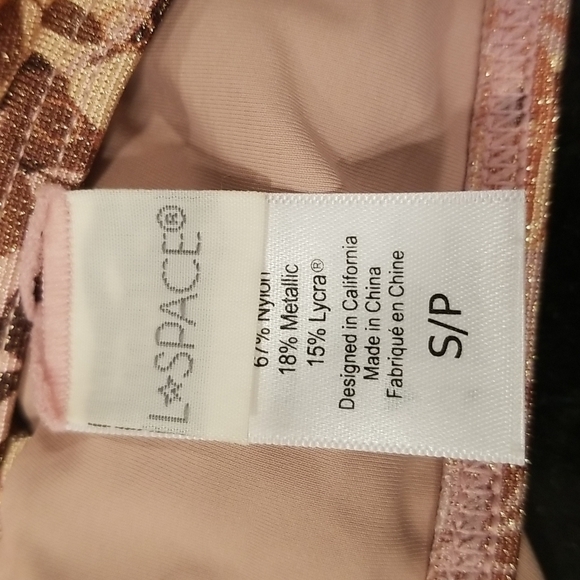 L*SPACE®
67% Nylon
18% Metallic
15% Lycra®
Designed in California
Made in China
Fabriqué en Chine
S/P